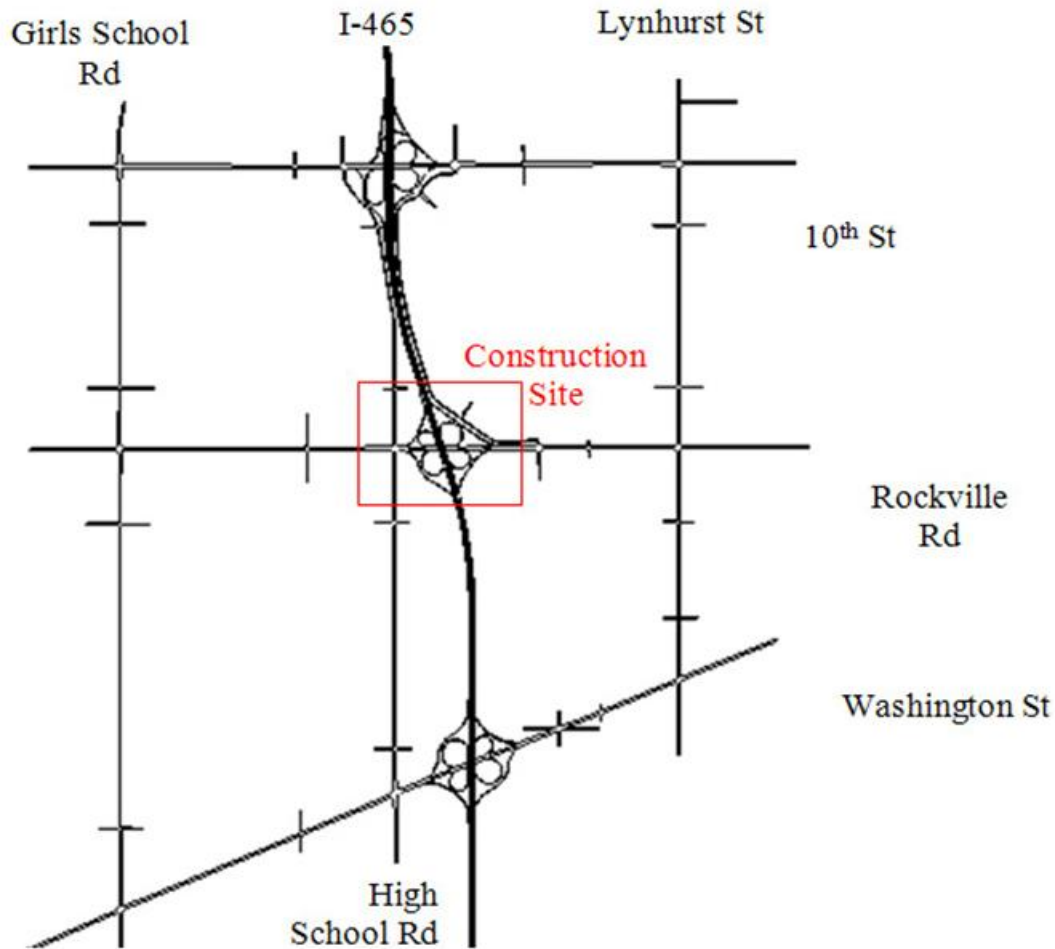 Girls School
Rd
I-465
Lynhurst St
10th St
Construction
Site
Rockville
Rd
Washington St
High
School Rd